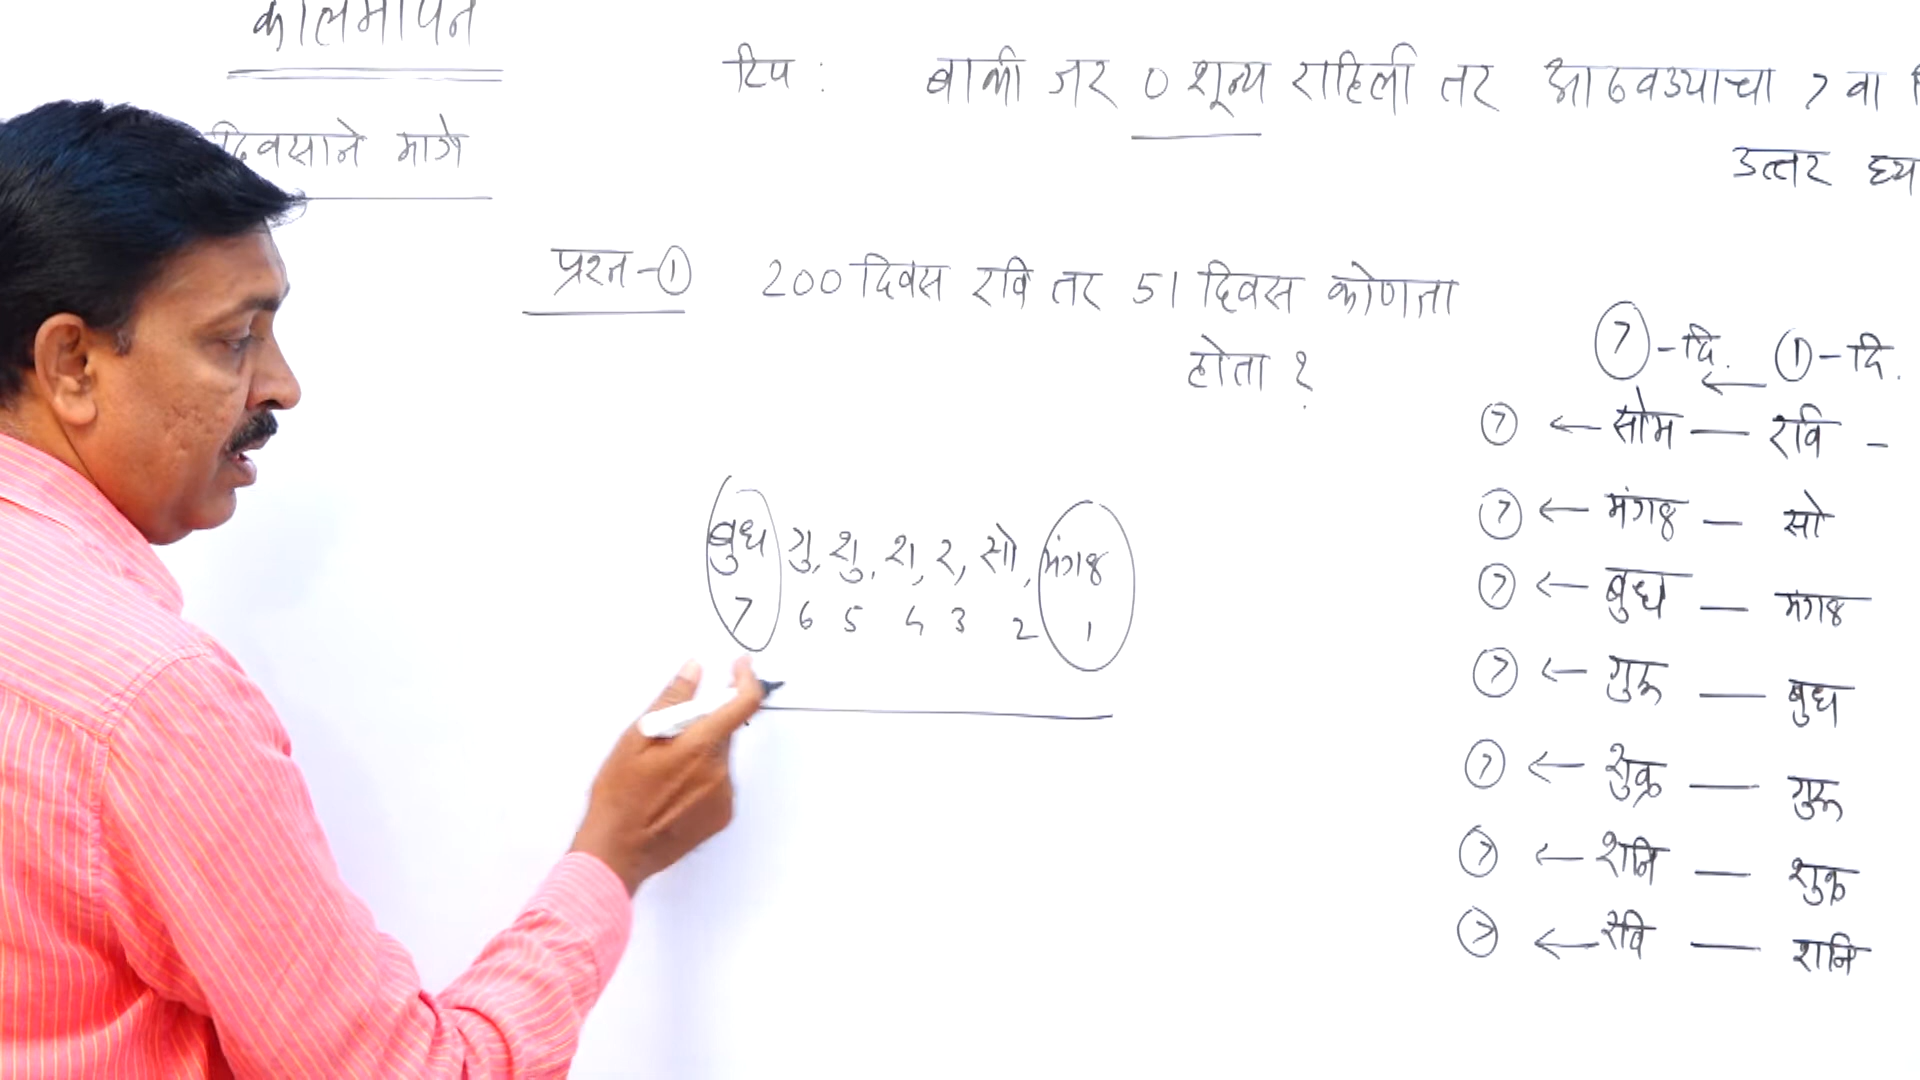 कालमापन
दिवसाने मागे
टिप : बाकी जर 0 शून्य राहिली तर आठवड्याचा 7 वा
उत्तर घ्या
प्रश्न-① 200 दिवस रवि तर 51 दिवस कोणता
होता ?
बुध गु, शु, श, र, सो, मंगळ
7 6 5 4 3 2 1
⑦-दि. ← ①-दि.
⑦ ← सोम — रवि -
⑦ ← मंगळ — सो
⑦ ← बुध — मंगळ
⑦ ← गुरू — बुध
⑦ ← शुक्र — गुरू
⑦ ← शनि — शुक्र
⑦ ← रवि — शनि